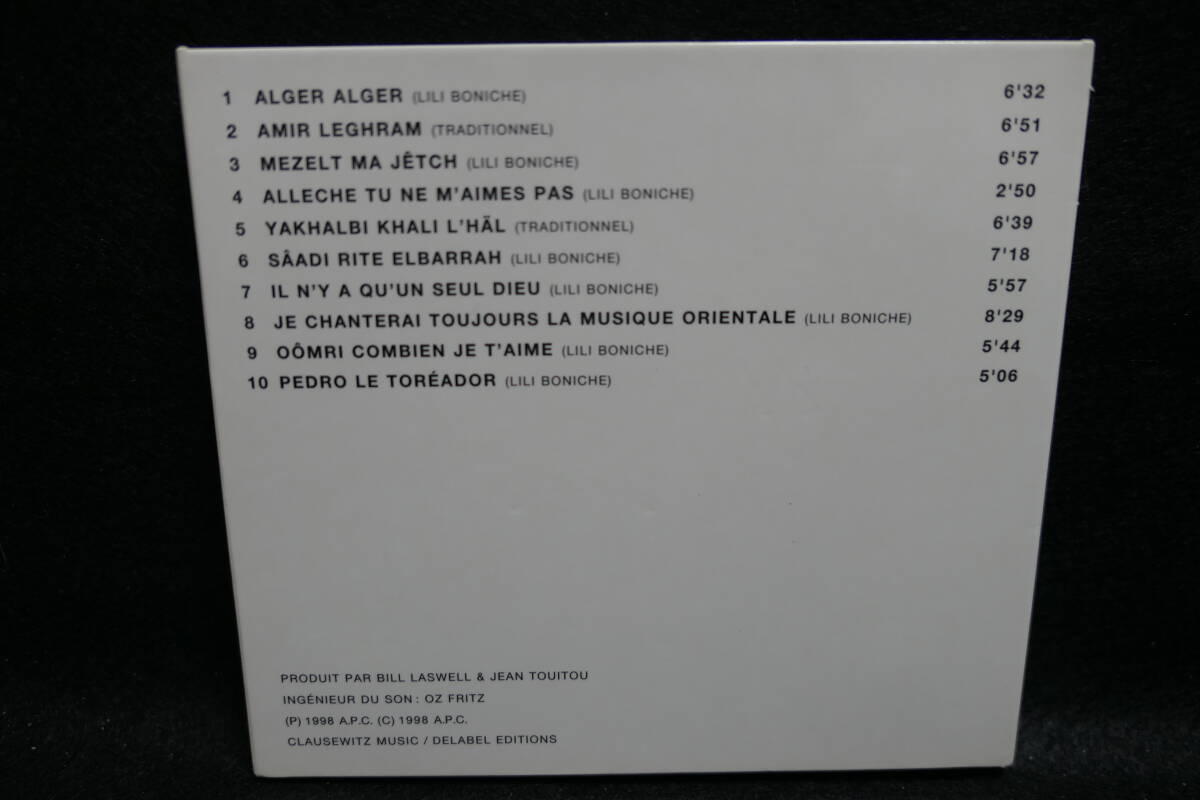 1 ALGER ALGER (LILI BONICHE) 6'32
2 AMIR LEGHRAM (TRADITIONNEL) 6'51
3 MEZELT MA JÊTCH (LILI BONICHE) 6'57
4 ALLECHE TU NE M'AIMES PAS (LILI BONICHE) 2'50
5 YAKHALBI KHALI L'HÄL (TRADITIONNEL) 6'39
6 SÂADI RITE ELBARRAH (LILI BONICHE) 7'18
7 IL N'Y A QU'UN SEUL DIEU (LILI BONICHE) 5'57
8 JE CHANTERAI TOUJOURS LA MUSIQUE ORIENTALE (LILI BONICHE) 8'29
9 OÔMRI COMBIEN JE T'AIME (LILI BONICHE) 5'44
10 PEDRO LE TORÉADOR (LILI BONICHE) 5'06
PRODUIT PAR BILL LASWELL & JEAN TOUITOU
INGÉNIEUR DU SON : OZ FRITZ
(P) 1998 A.P.C. (C) 1998 A.P.C.
CLAUSEWITZ MUSIC / DELABEL EDITIONS